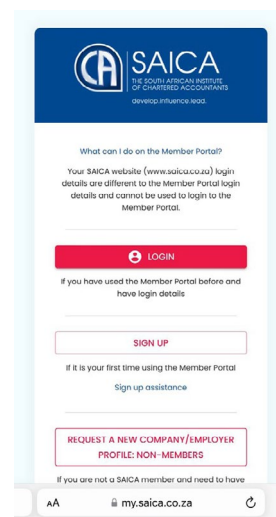 CA
SAICA
THE SOUTH AFRICAN INSTITUTE
OF CHARTERED ACCOUNTANTS
develop.influence.lead.
What can I do on the Member Portal?
Your SAICA website (www.saica.co.za) login
details are different to the Member Portal login
details and cannot be used to login to the
Member Portal.
LOGIN
If you have used the Member Portal before and
have login details
SIGN UP
If it is your first time using the Member Portal
Sign up assistance
REQUEST A NEW COMPANY/EMPLOYER
PROFILE: NON-MEMBERS
If you are not a SAICA member and need to have
AA my.saica.co.za